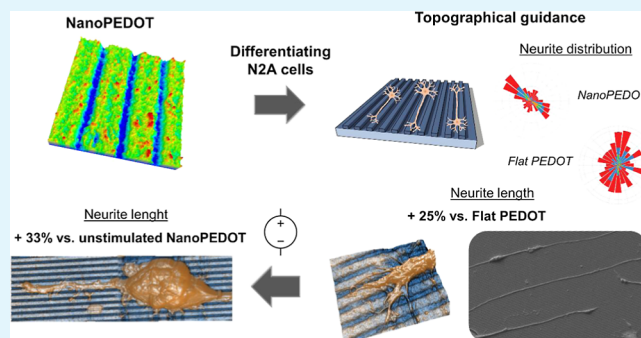 NanoPEDOT
Differentiating
N2A cells
Topographical guidance
Neurite distribution
NanoPEDO
Flat PEDOT
Neurite length
+ 25% vs. Flat PEDOT
Neurite lenght
+ 33% vs. unstimulated NanoPEDOT
+
−